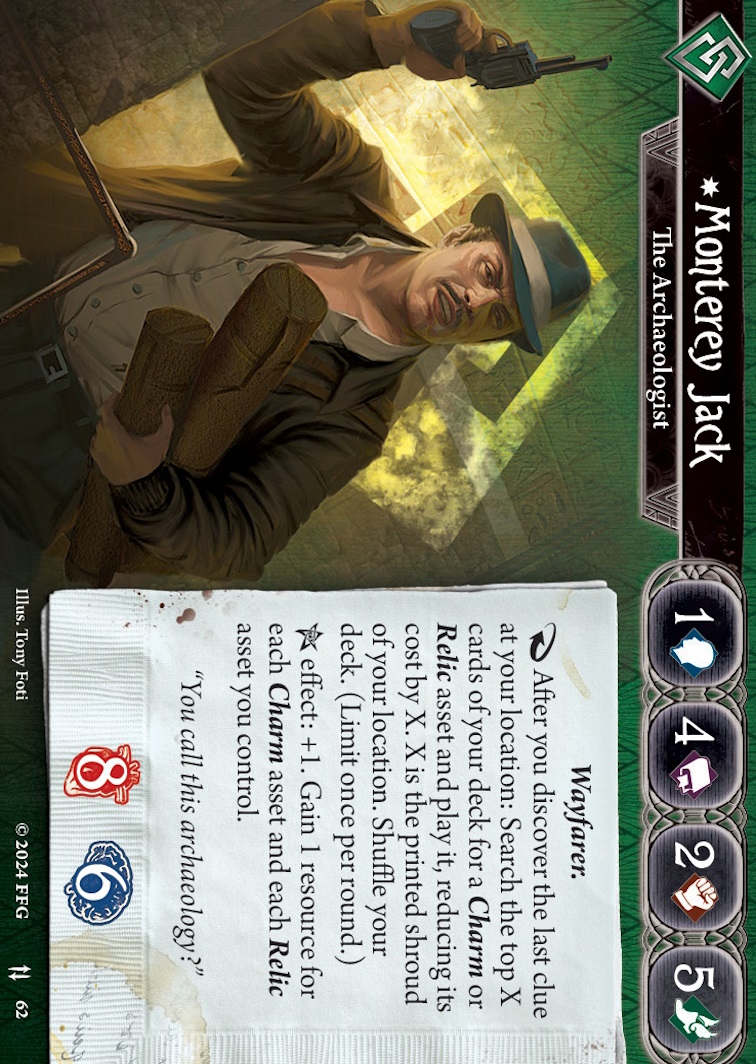 Monterey Jack
The Archaeologist
1 4 2 5
Wayfarer.
After you discover the last clue
at your location: Search the top X
cards of your deck for a Charm or
Relic asset and play it, reducing its
cost by X. X is the printed shroud
of your location. Shuffle your
deck. (Limit once per round.)
effect: +1. Gain 1 resource for
each Charm asset and each Relic
asset you control.
“You call this archaeology?”
8 6
Illus. Tony Foti © 2024 FFG 62